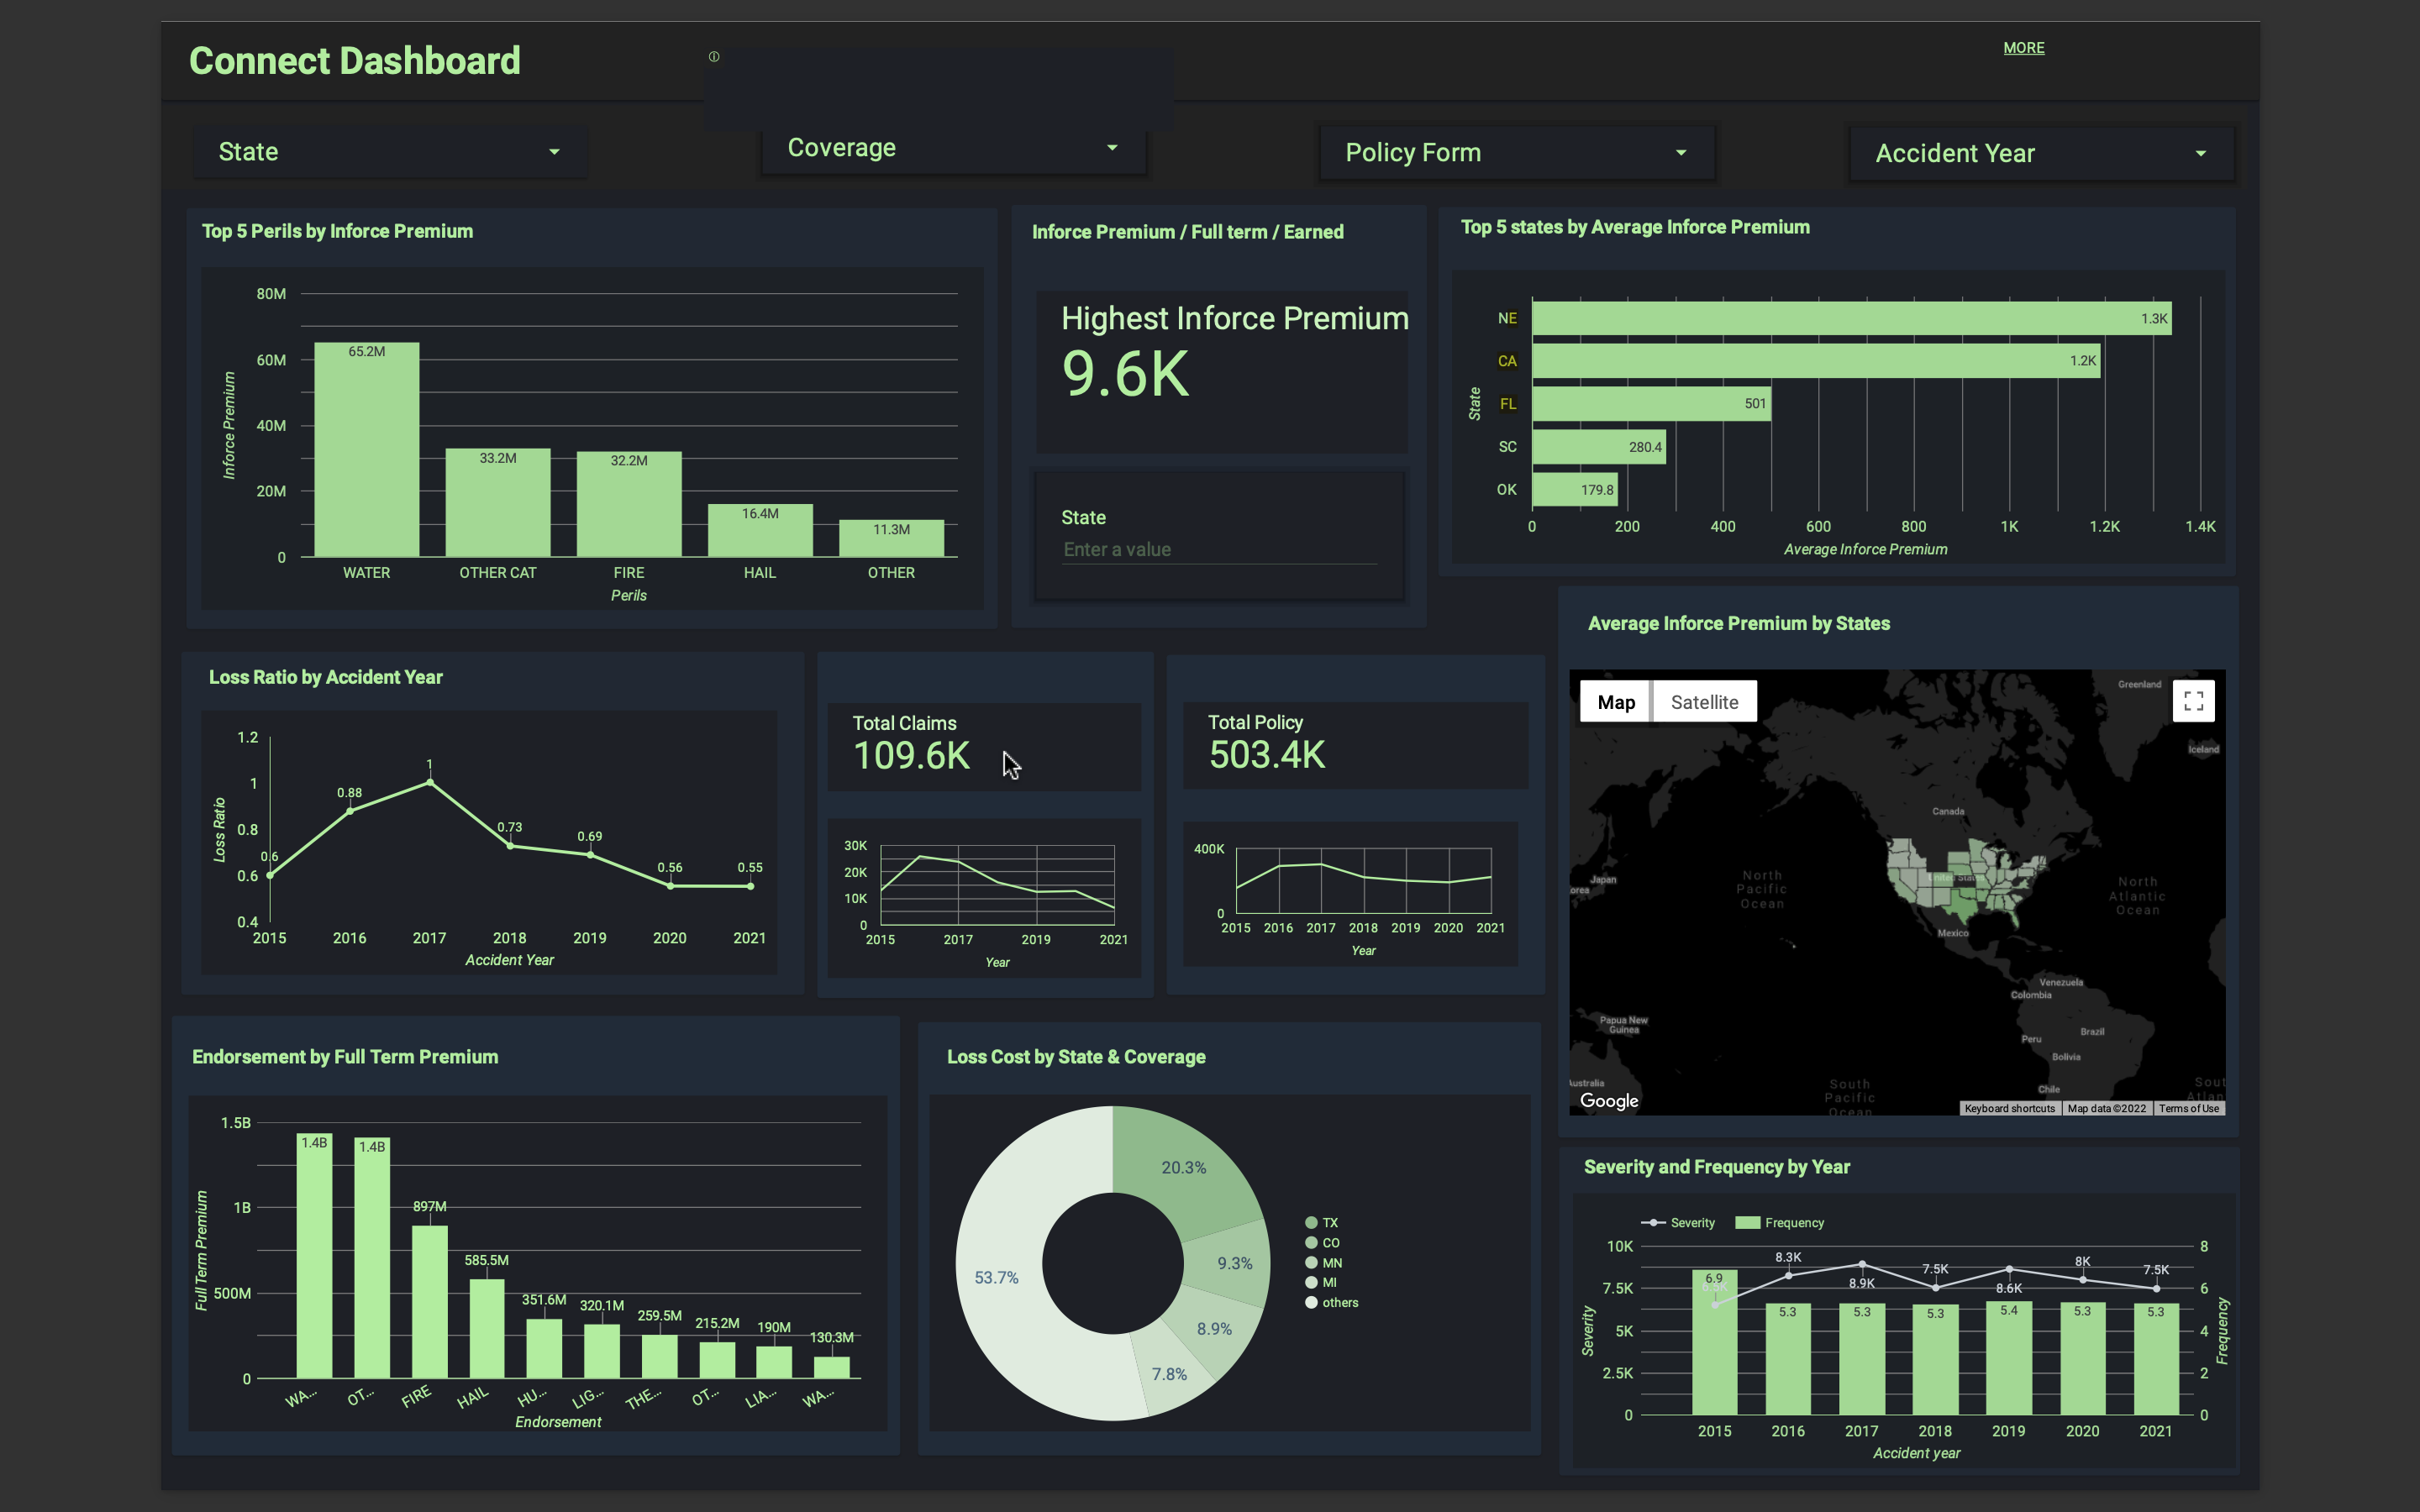 Connect Dashboard
MORE
State
Coverage
Policy Form
Accident Year
Top 5 Perils by Inforce Premium
80M
60M
40M
20M
0
Inforce Premium
65.2M
33.2M
32.2M
16.4M
11.3M
WATER
OTHER CAT
FIRE
HAIL
OTHER
Perils
Inforce Premium / Full term / Earned
Highest Inforce Premium
9.6K
State
Enter a value
Top 5 states by Average Inforce Premium
State
NE 1.3K
CA 1.2K
FL 501
SC 280.4
OK 179.8
0 200 400 600 800 1K 1.2K 1.4K
Average Inforce Premium
Loss Ratio by Accident Year
1.2
1
0.8
0.6
0.4
Loss Ratio
0.6
0.88
1
0.73
0.69
0.56
0.55
2015 2016 2017 2018 2019 2020 2021
Accident Year
Total Claims
109.6K
30K
20K
10K
0
2015 2017 2019 2021
Year
Total Policy
503.4K
400K
0
2015 2016 2017 2018 2019 2020 2021
Year
Average Inforce Premium by States
Map Satellite
Greenland
Iceland
Canada
Japan
orea
North
Pacific
Ocean
United States
North
Atlantic
Ocean
Mexico
Venezuela
Colombia
Papua New
Guinea
Brazil
Peru
Bolivia
Australia
Chile
South
Pacific
Ocean
Sout
Atlan
Google
Keyboard shortcuts Map data ©2022 Terms of Use
Endorsement by Full Term Premium
1.5B
1B
500M
0
Full Term Premium
1.4B
1.4B
897M
585.5M
351.6M
320.1M
259.5M
215.2M
190M
130.3M
WA...
OT...
FIRE
HAIL
HU...
LIG...
THE...
OT...
LIA...
WA...
Endorsement
Loss Cost by State & Coverage
20.3%
9.3%
8.9%
7.8%
53.7%
TX
CO
MN
MI
others
Severity and Frequency by Year
Severity Frequency
10K
7.5K
5K
2.5K
0
Severity
8
6
4
2
0
Frequency
6.9
6.5K
8.3K
8.9K
7.5K
8.6K
8K
7.5K
5.3
5.3
5.3
5.4
5.3
5.3
2015 2016 2017 2018 2019 2020 2021
Accident year